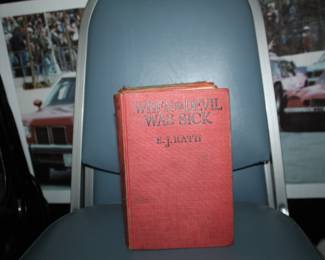 WHEN THE DEVIL
WAS SICK
E.J. RATH